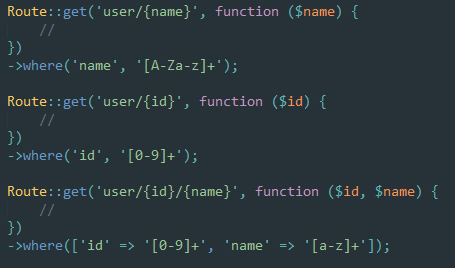 Route::get('user/{name}', function ($name) {
    //
})
->where('name', '[A-Za-z]+');

Route::get('user/{id}', function ($id) {
    //
})
->where('id', '[0-9]+');

Route::get('user/{id}/{name}', function ($id, $name) {
    //
})
->where(['id' => '[0-9]+', 'name' => '[a-z]+']);